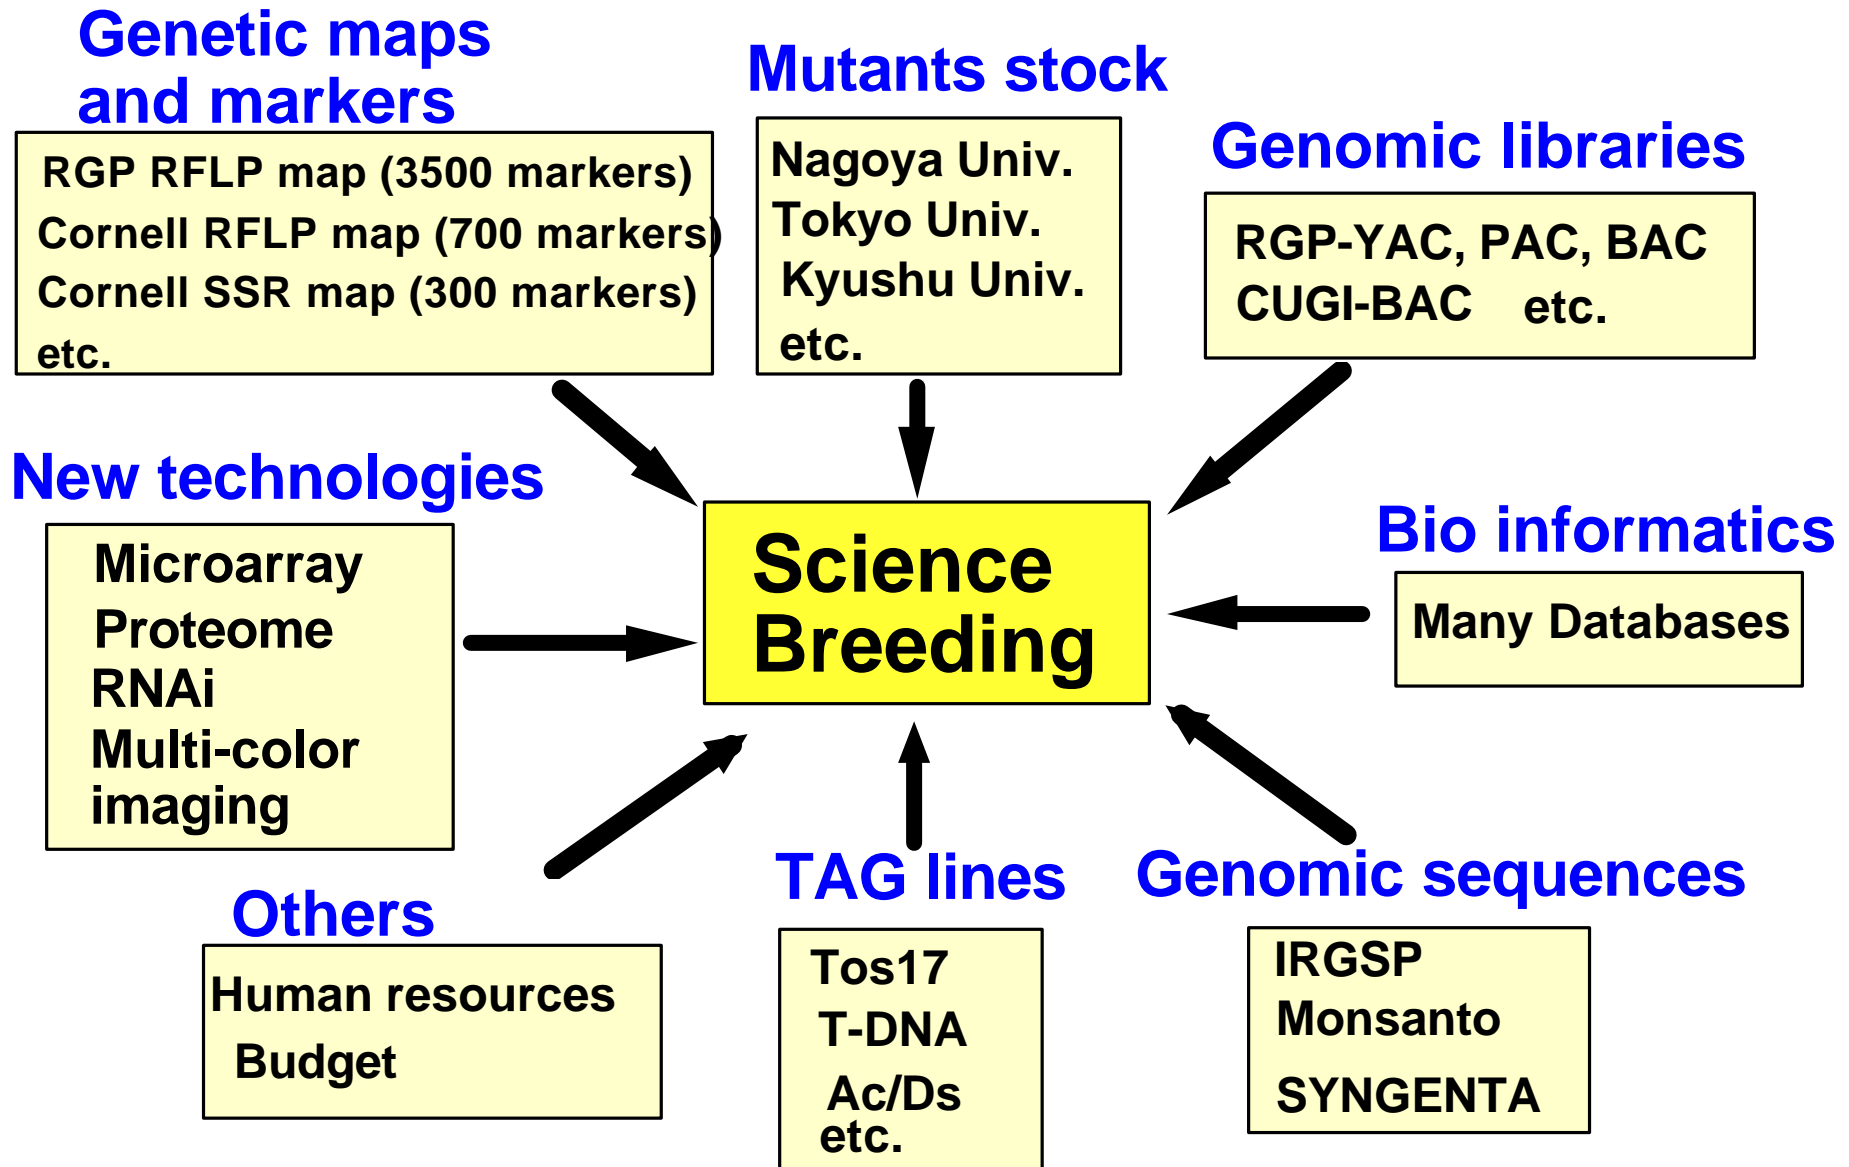 Genetic maps
and markers
RGP RFLP map (3500 markers)
Cornell RFLP map (700 markers)
Cornell SSR map (300 markers)
etc.
Mutants stock
Nagoya Univ.
Tokyo Univ.
Kyushu Univ.
etc.
Genomic libraries
RGP-YAC, PAC, BAC
CUGI-BAC etc.
New technologies
Microarray
Proteome
RNAi
Multi-color
imaging
Science
Breeding
Bio informatics
Many Databases
Others
Human resources
Budget
TAG lines
Tos17
T-DNA
Ac/Ds
etc.
Genomic sequences
IRGSP
Monsanto
SYNGENTA